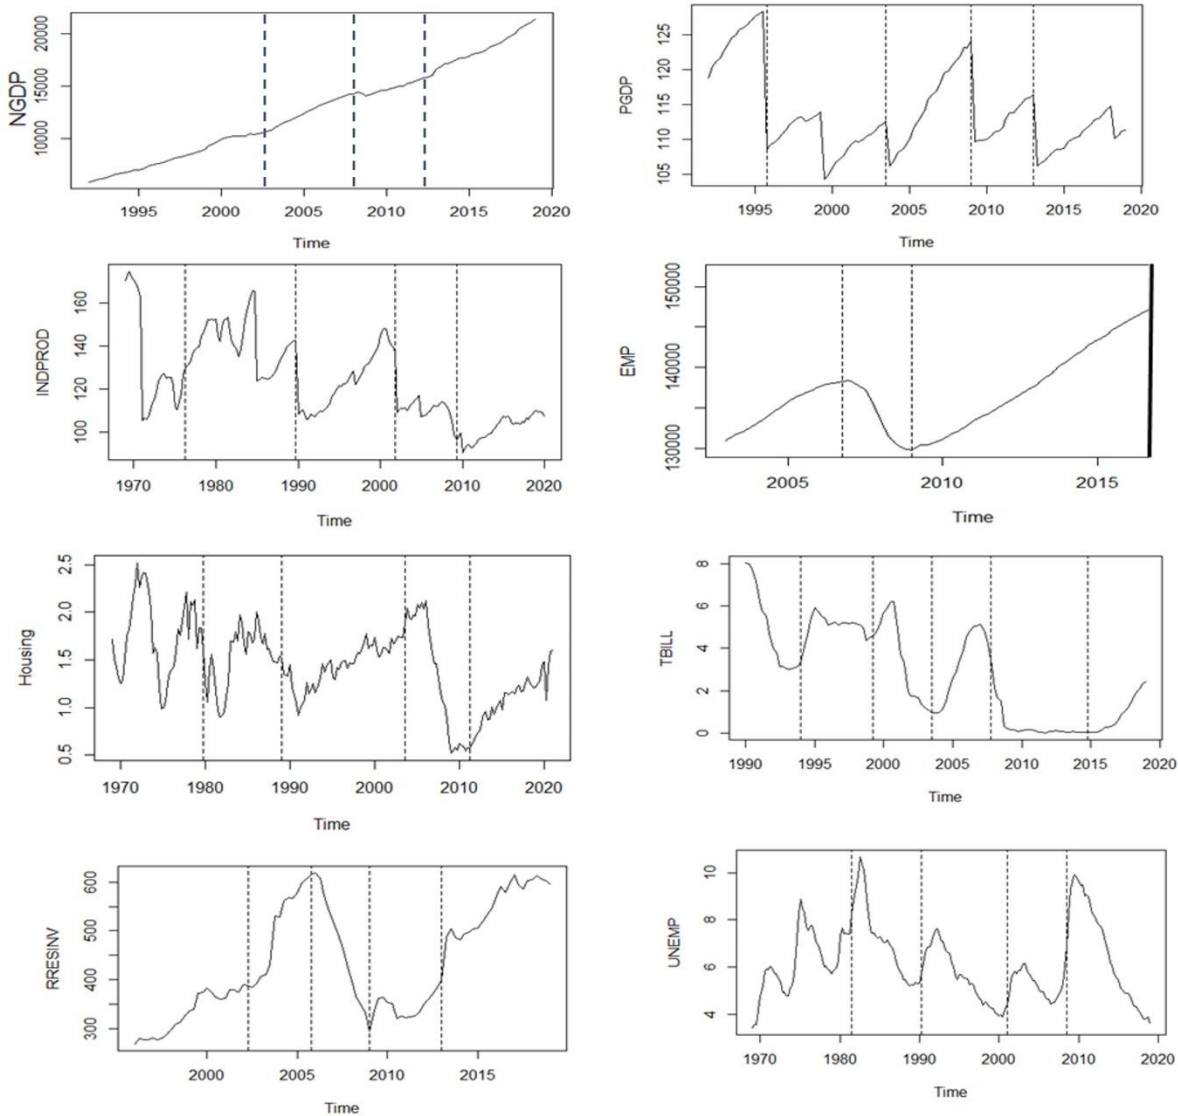 NGDP
10000 15000 20000
1995 2000 2005 2010 2015 2020
Time
PGDP
105 110 115 120 125
1995 2000 2005 2010 2015 2020
Time
INDPROD
100 120 140 160
1970 1980 1990 2000 2010 2020
Time
EMP
130000 140000 150000
2005 2010 2015
Time
Housing
0.5 1.0 1.5 2.0 2.5
1970 1980 1990 2000 2010 2020
Time
TBILL
0 2 4 6 8
1990 1995 2000 2005 2010 2015 2020
Time
RRESINV
300 400 500 600
2000 2005 2010 2015
Time
UNEMP
4 6 8 10
1970 1980 1990 2000 2010 2020
Time